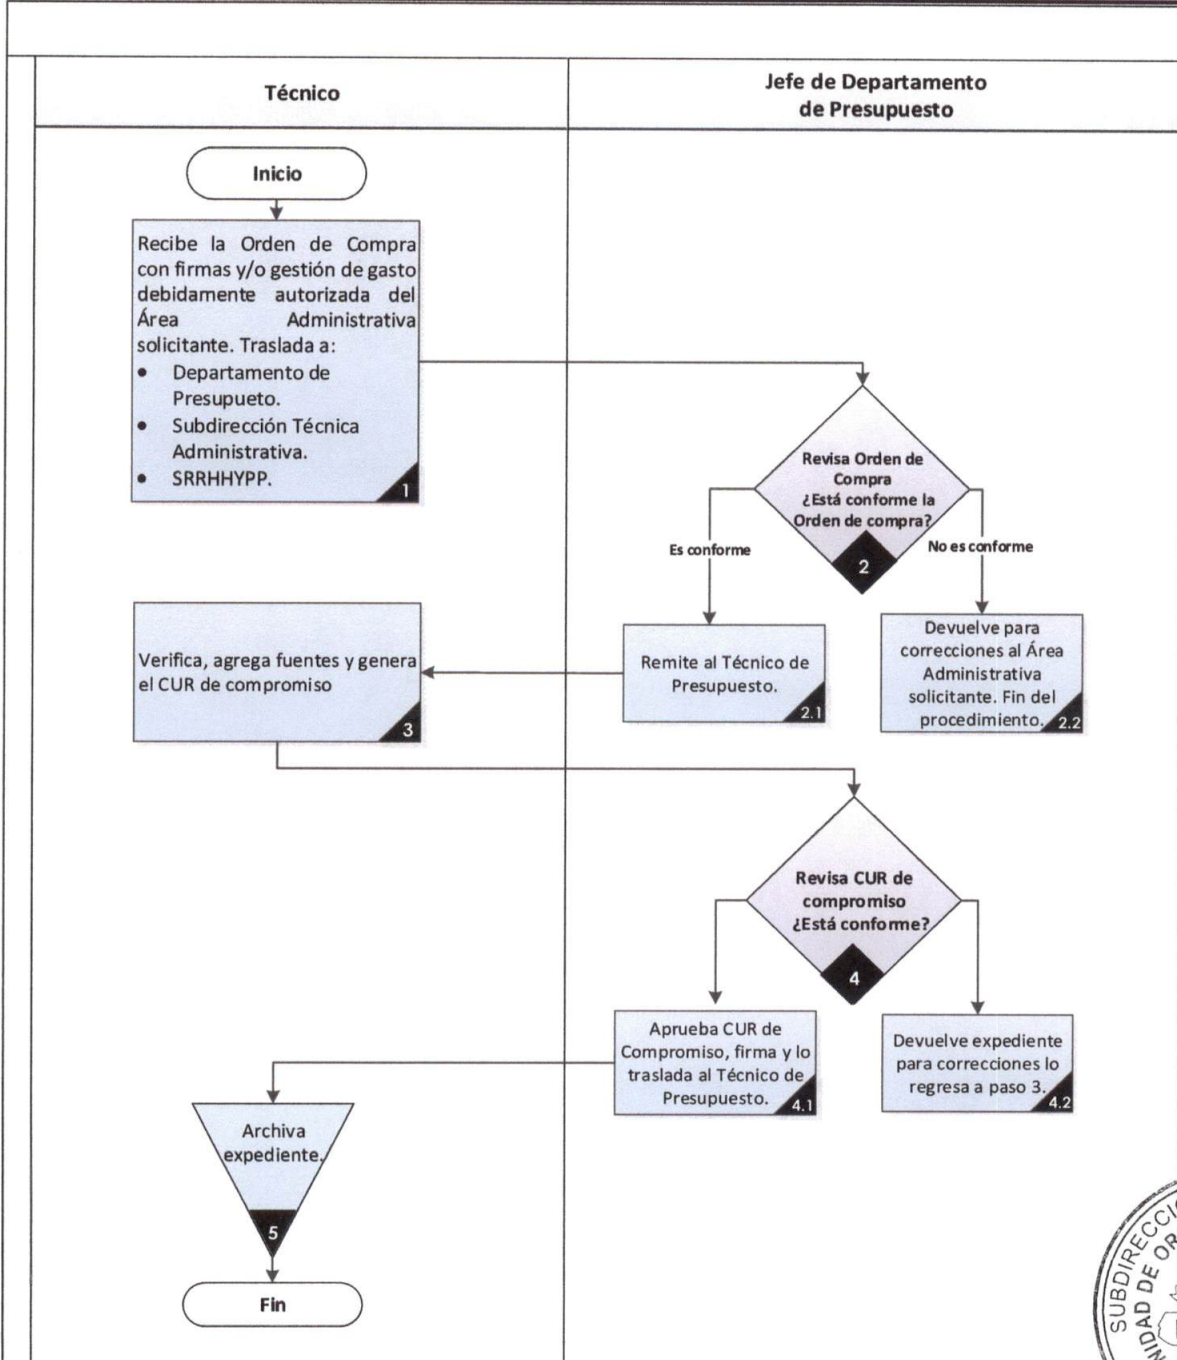 Técnico
Jefe de Departamento
de Presupuesto
Inicio
Recibe la Orden de Compra
con firmas y/o gestión de gasto
debidamente autorizada del
Área Administrativa
solicitante. Traslada a:
• Departamento de
Presupueto.
• Subdirección Técnica
Administrativa.
• SRRHHYPP.
1
Revisa Orden de
Compra
¿Está conforme la
Orden de compra?
2
Es conforme
No es conforme
Remite al Técnico de
Presupuesto.
2.1
Devuelve para
correcciones al Área
Administrativa
solicitante. Fin del
procedimiento.
2.2
Verifica, agrega fuentes y genera
el CUR de compromiso
3
Revisa CUR de
compromiso
¿Está conforme?
4
Aprueba CUR de
Compromiso, firma y lo
traslada al Técnico de
Presupuesto.
4.1
Devuelve expediente
para correcciones lo
regresa a paso 3.
4.2
Archiva
expediente.
5
Fin
SUBDIRECCI
DE OR